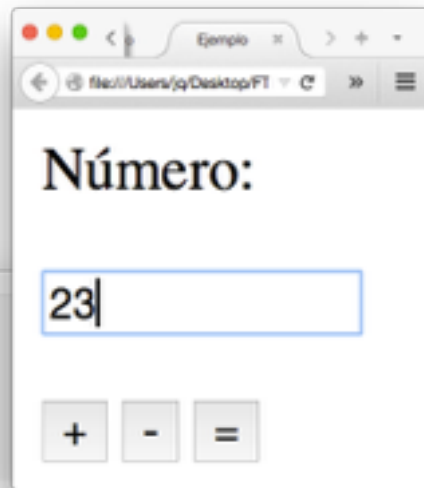 Ejemplo
file:///Users/jq/Desktop/FT
Número:
23
+ - =